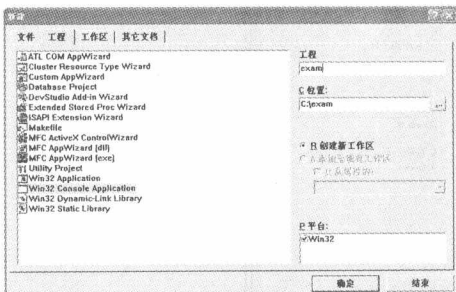 新建
文件 工程 工作区 其它文档
ATL COM AppWizard
Cluster Resource Type Wizard
Custom AppWizard
Database Project
DevStudio Add-in Wizard
Extended Stored Proc Wizard
ISAPI Extension Wizard
Makefile
MFC ActiveX ControlWizard
MFC AppWizard (dll)
MFC AppWizard (exe)
Utility Project
Win32 Application
Win32 Console Application
Win32 Dynamic-Link Library
Win32 Static Library
工程
exam
C 位置:
C:\exam
...
R 创建新工作区
P 平台:
Win32
确定 结束